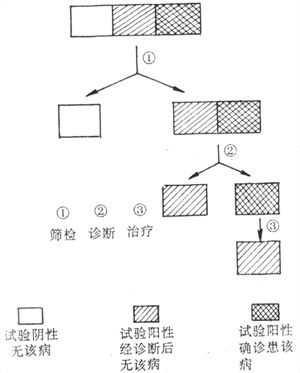 ①
②
① ② ③
筛检 诊断 治疗
③
试验阴性 试验阳性 试验阳性
无该病 经诊断后 确诊患该
无该病 病